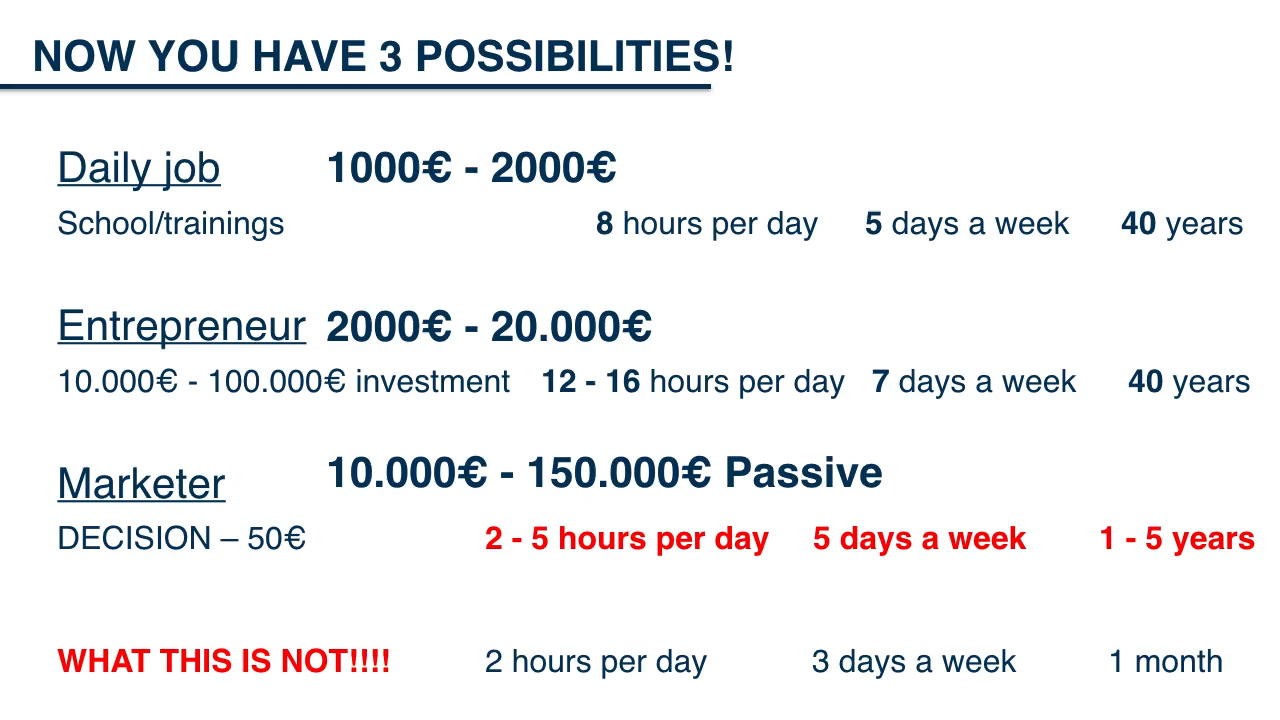 NOW YOU HAVE 3 POSSIBILITIES!
Daily job 1000€ - 2000€
School/trainings 8 hours per day 5 days a week 40 years
Entrepreneur 2000€ - 20.000€
10.000€ - 100.000€ investment 12 - 16 hours per day 7 days a week 40 years
Marketer 10.000€ - 150.000€ Passive
DECISION – 50€ 2 - 5 hours per day 5 days a week 1 - 5 years
WHAT THIS IS NOT!!!! 2 hours per day 3 days a week 1 month